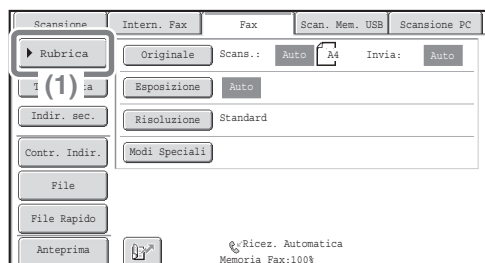 Scansione Intern. Fax Fax Scan. Mem. USB Scansione PC
Rubrica
Originale Scans.: Auto A4 Invia: Auto
(1)
Esposizione Auto
Indir. sec.
Risoluzione Standard
Contr. Indir.
Modi Speciali
File
File Rapido
Anteprima
Ricez. Automatica
Memoria Fax:100%